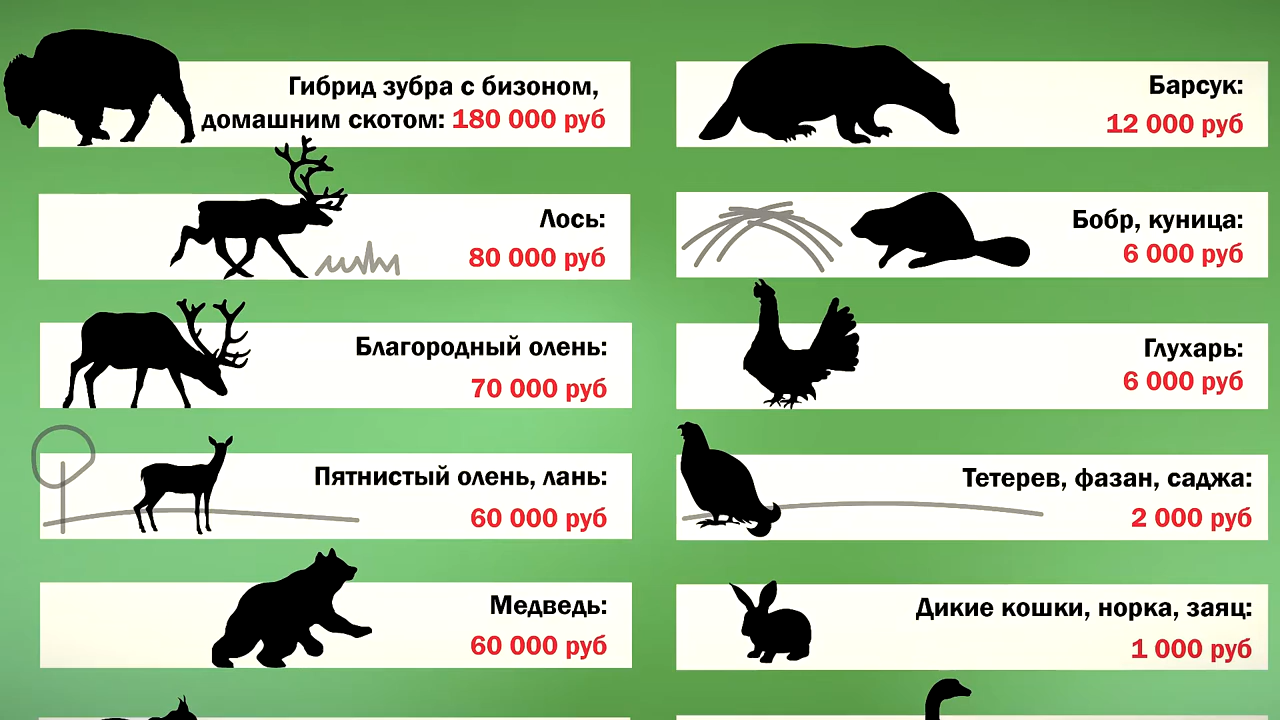 Гибрид зубра с бизоном,
домашним скотом: 180 000 руб
Лось:
80 000 руб
Благородный олень:
70 000 руб
Пятнистый олень, лань:
60 000 руб
Медведь:
60 000 руб
Барсук:
12 000 руб
Бобр, куница:
6 000 руб
Глухарь:
6 000 руб
Тетерев, фазан, саджа:
2 000 руб
Дикие кошки, норка, заяц:
1 000 руб